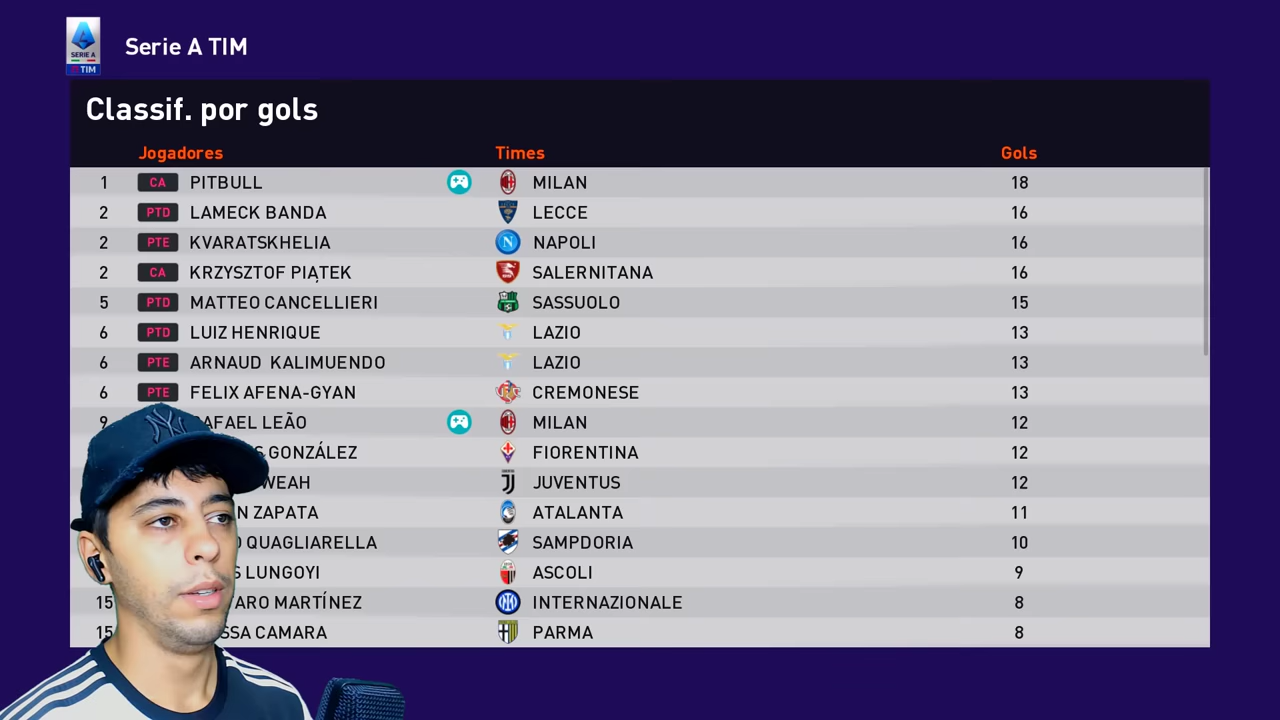 SERIE A
TIM
Serie A TIM
Classif. por gols
Jogadores Times Gols
1 CA PITBULL MILAN 18
2 PTD LAMECK BANDA LECCE 16
2 PTE KVARATSKHELIA N NAPOLI 16
2 CA KRZYSZTOF PIĄTEK SALERNITANA 16
5 PTD MATTEO CANCELLIERI SASSUOLO 15
6 PTD LUIZ HENRIQUE LAZIO 13
6 PTE ARNAUD KALIMUENDO LAZIO 13
6 PTE FELIX AFENA-GYAN CREMONESE 13
9 AFAEL LEÃO MILAN 12
GONZÁLEZ FIORENTINA 12
WEAH JUVENTUS 12
ZAPATA ATALANTA 11
QUAGLIARELLA SAMPDORIA 10
LUNGOYI ASCOLI 9
15 MARTÍNEZ INTERNAZIONALE 8
15 CAMARA PARMA 8
NY